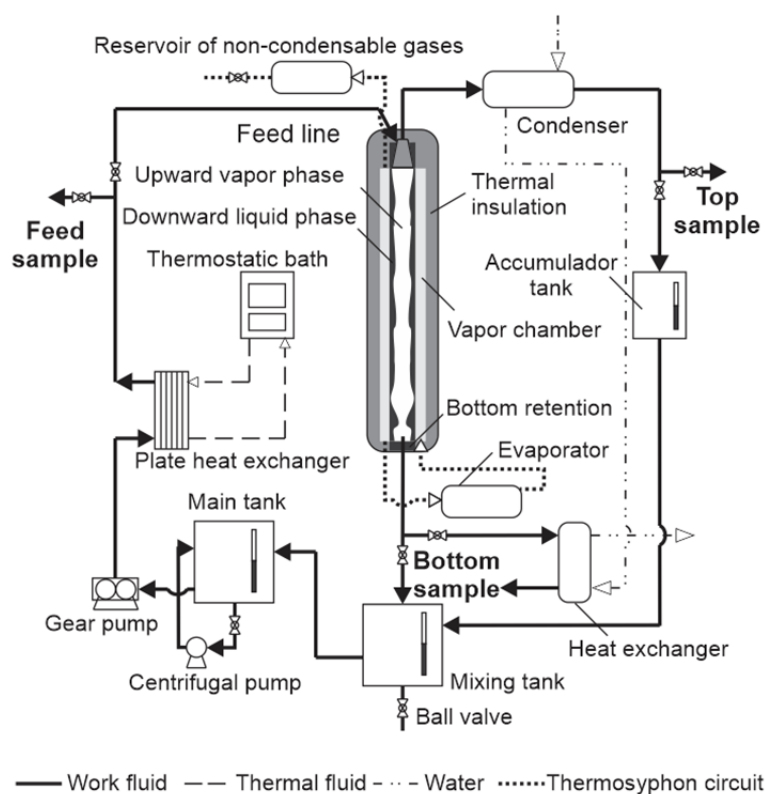 Reservoir of non-condensable gases
Condenser
Feed line
Upward vapor phase
Thermal
insulation
Downward liquid phase
Top
sample
Feed
sample
Thermostatic bath
Accumulador
tank
Vapor chamber
Bottom retention
Evaporator
Plate heat exchanger
Main tank
Bottom
sample
Gear pump
Heat exchanger
Centrifugal pump
Mixing tank
Ball valve
Work fluid
Thermal fluid
Water
Thermosyphon circuit